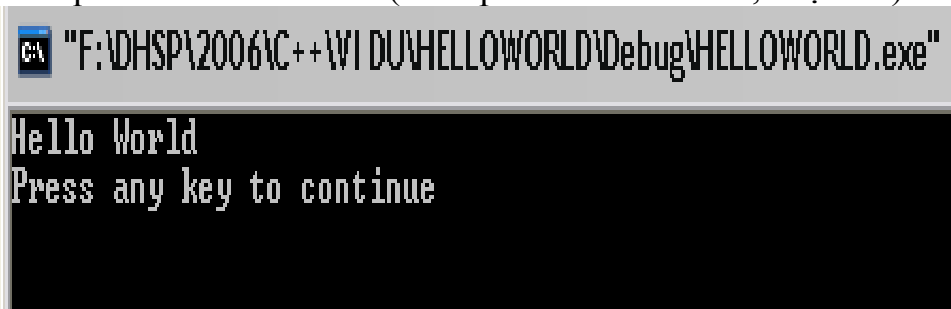 "F:\DHSP\2006\C++\VI DU\HELLOWORLD\Debug\HELLOWORLD.exe"
Hello World
Press any key to continue